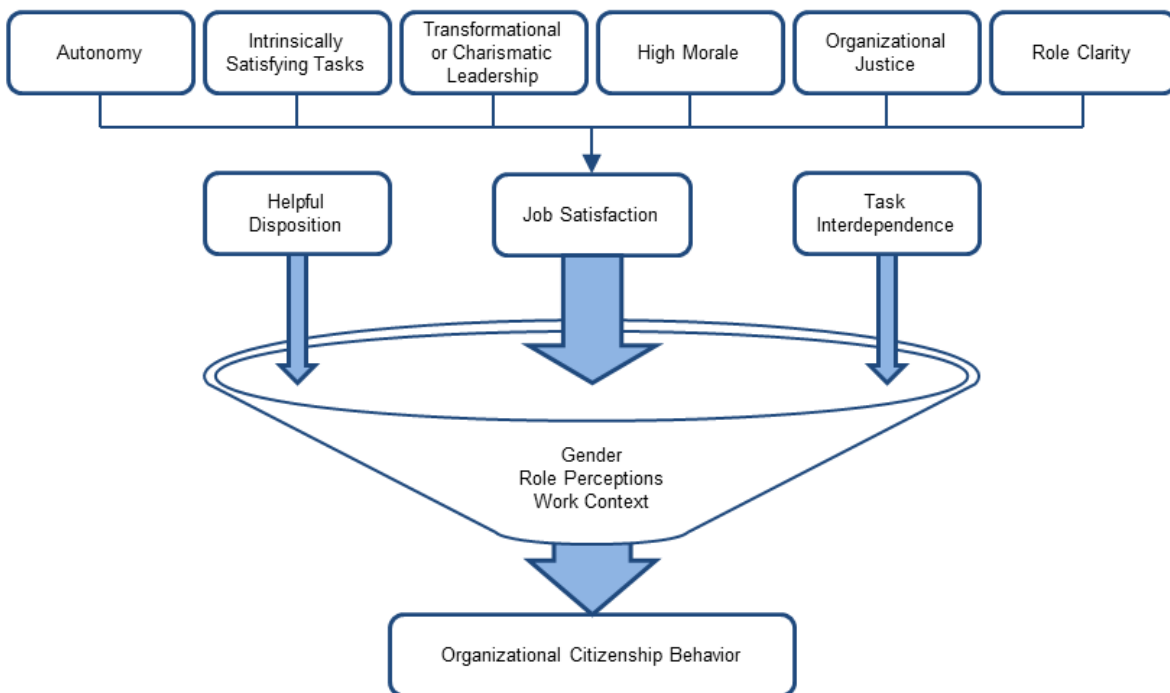 Autonomy
Intrinsically
Satisfying Tasks
Transformational
or Charismatic
Leadership
High Morale
Organizational
Justice
Role Clarity
Helpful
Disposition
Job Satisfaction
Task
Interdependence
Gender
Role Perceptions
Work Context
Organizational Citizenship Behavior